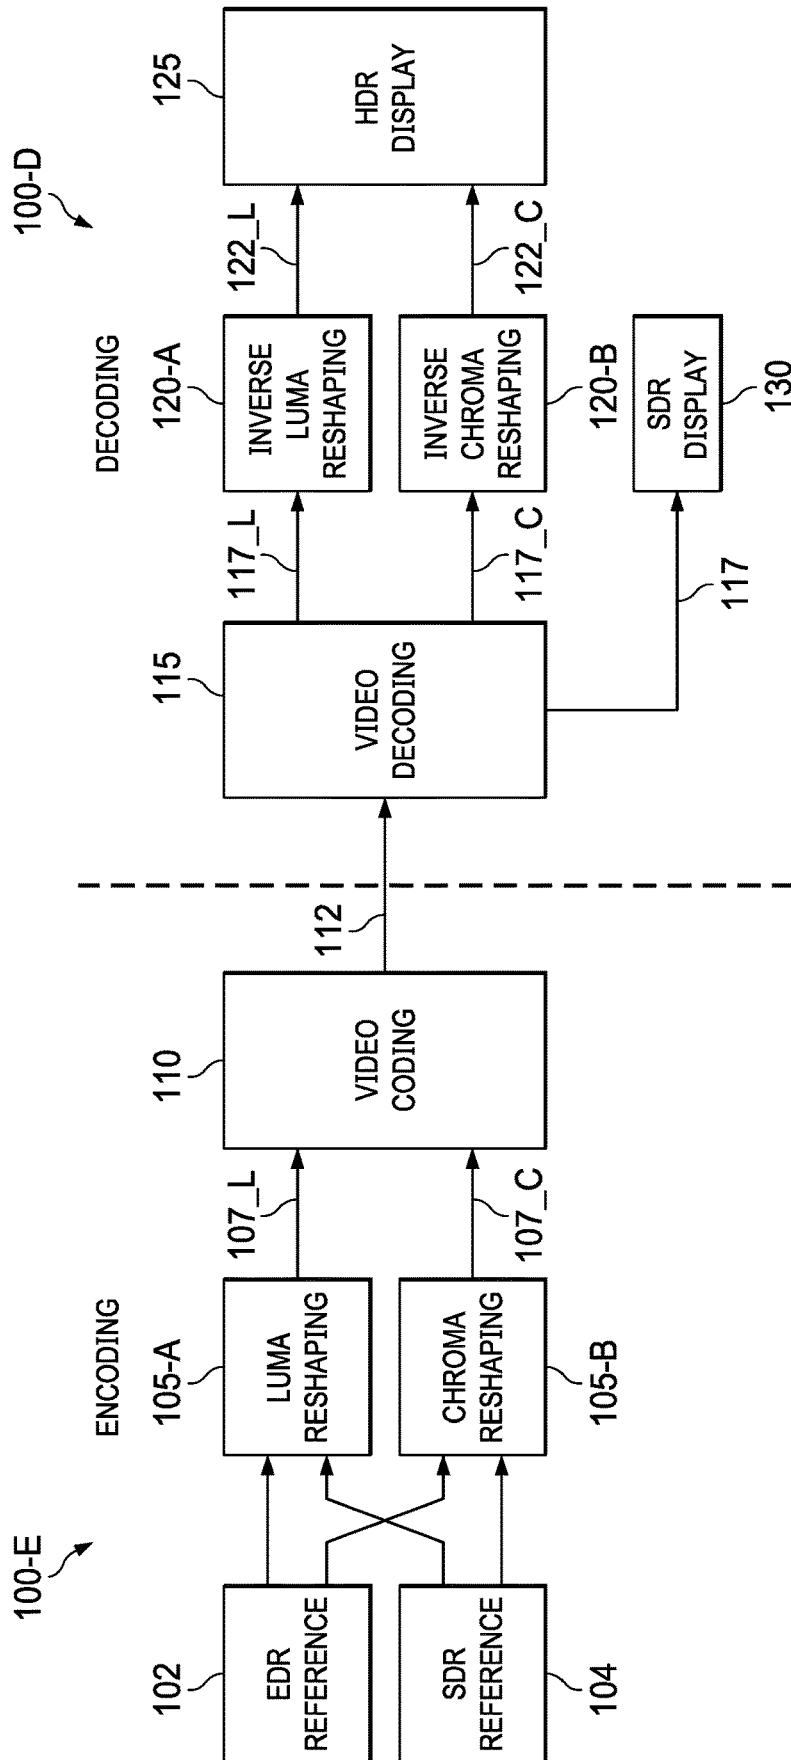 100-E
ENCODING
102
EDR
REFERENCE
SDR
REFERENCE
104
105-A
LUMA
RESHAPING
CHROMA
RESHAPING
105-B
107_L
107_C
110
VIDEO
CODING
112
100-D
DECODING
115
VIDEO
DECODING
117_L
117_C
117
120-A
INVERSE
LUMA
RESHAPING
INVERSE
CHROMA
RESHAPING
120-B
SDR
DISPLAY
130
122_L
122_C
125
HDR
DISPLAY